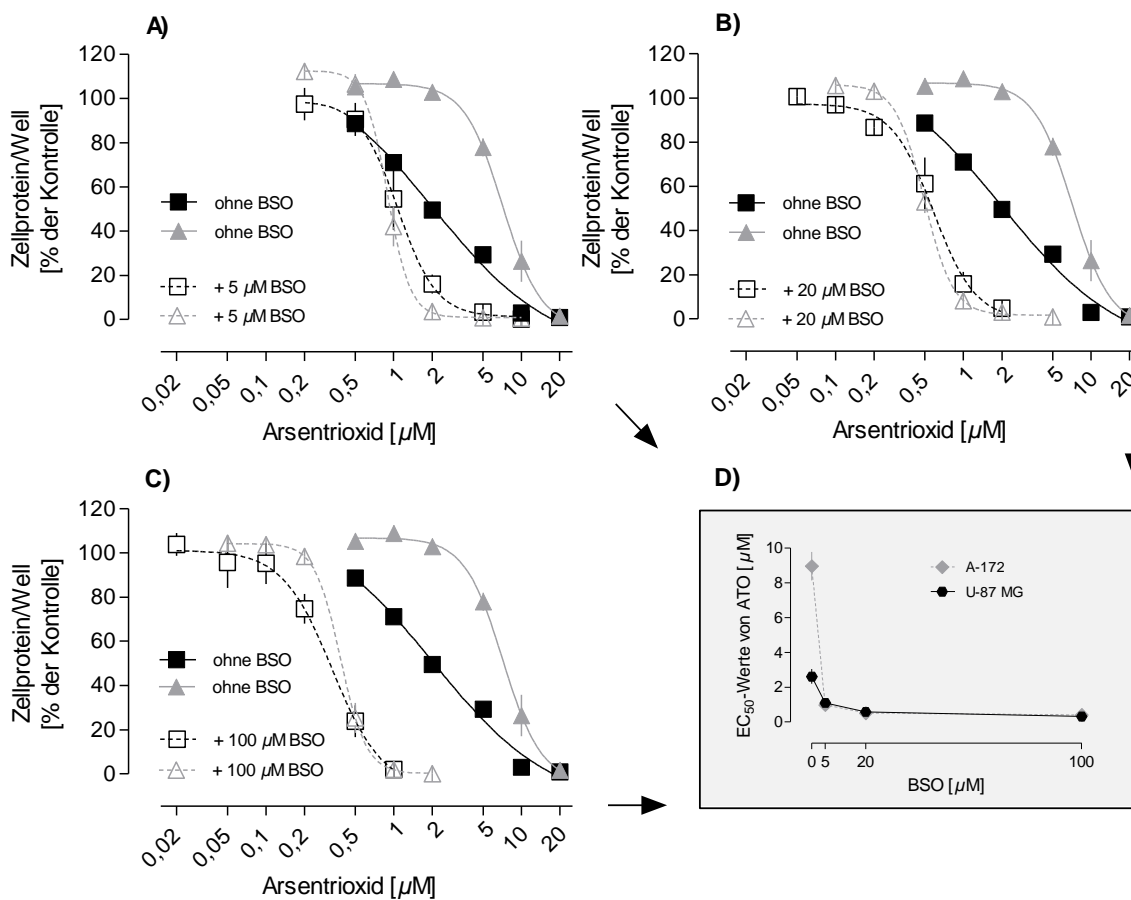 A)
120
100
80
60
40
20
0
Zellprotein/Well
[% der Kontrolle]
ohne BSO
ohne BSO
+ 5 µM BSO
+ 5 µM BSO
0,02 0,05 0,1 0,2 0,5 1 2 5 10 20
Arsentrioxid [µM]
B)
120
100
80
60
40
20
0
Zellprotein/Well
[% der Kontrolle]
ohne BSO
ohne BSO
+ 20 µM BSO
+ 20 µM BSO
0,02 0,05 0,1 0,2 0,5 1 2 5 10 20
Arsentrioxid [µM]
C)
120
100
80
60
40
20
0
Zellprotein/Well
[% der Kontrolle]
ohne BSO
ohne BSO
+ 100 µM BSO
+ 100 µM BSO
0,02 0,05 0,1 0,2 0,5 1 2 5 10 20
Arsentrioxid [µM]
D)
10
8
6
4
2
0
EC50-Werte von ATO [µM]
A-172
U-87 MG
0 5 20 100
BSO [µM]